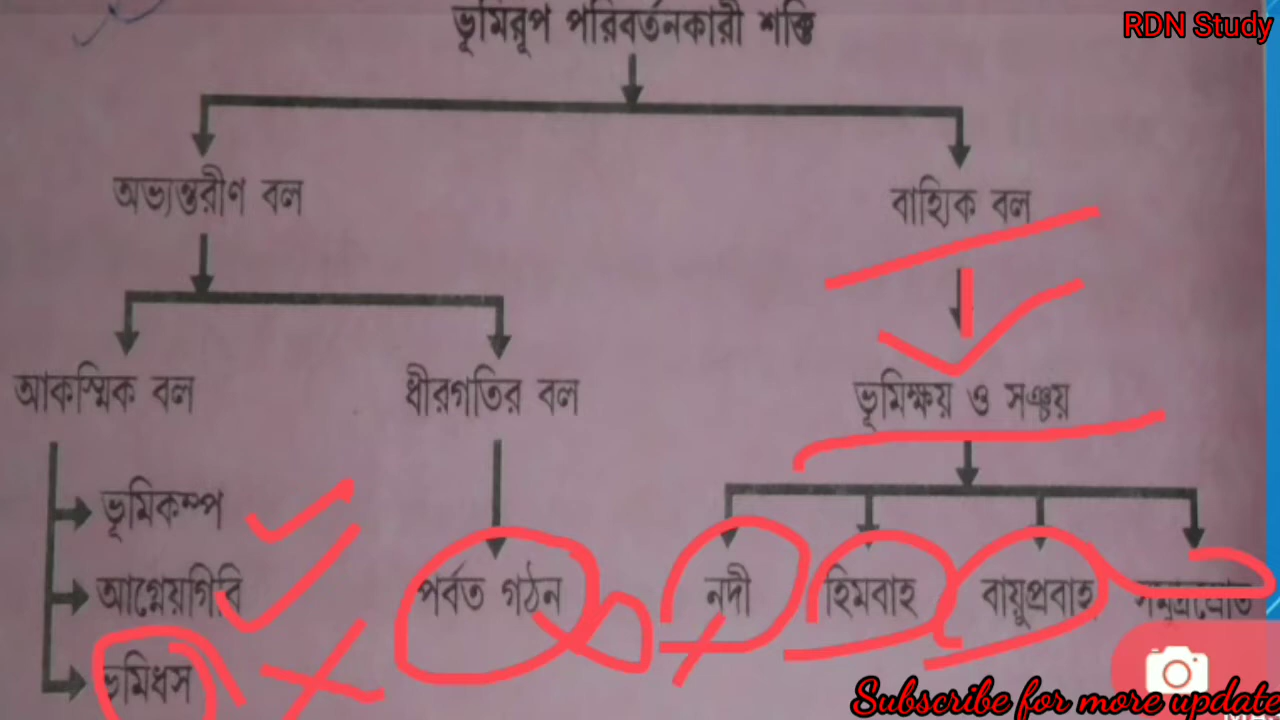 RDN Study
ভূমিরূপ পরিবর্তনকারী শক্তি
অভ্যন্তরীণ বল
বাহ্যিক বল
আকস্মিক বল
ধীরগতির বল
ভূমিক্ষয় ও সঞ্চয়
ভূমিকম্প
আগ্নেয়গিরি
ভূমিধস
পর্বত গঠন
নদী
হিমবাহ
বায়ুপ্রবাহ
Subscribe for more update